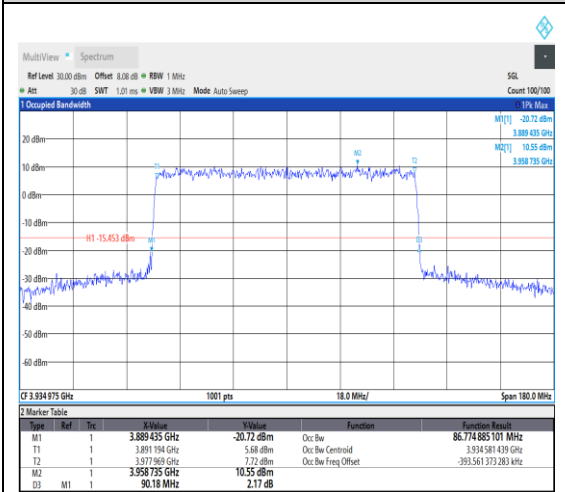 MultiView Spectrum
Ref Level 30.00 dBm Offset 8.08 dB RBW 1 MHz SGL
Att 30 dB SWT 1.01 ms VBW 3 MHz Mode Auto Sweep Count 100/100
1 Occupied Bandwidth 1Pk Max
M1[1] -20.72 dBm
3.889 435 GHz
M2[1] 10.55 dBm
3.958 735 GHz
20 dBm
M2
T1 T2
10 dBm
0 dBm
-10 dBm
H1 -15.453 dBm M1 D3
-20 dBm
-30 dBm
-40 dBm
-50 dBm
-60 dBm
CF 3.934 975 GHz 1001 pts 18.0 MHz/ Span 180.0 MHz
2 Marker Table
Type Ref Trc X-Value Y-Value Function Function Result
M1 1 3.889 435 GHz -20.72 dBm Occ Bw 86.774 885 101 MHz
T1 1 3.891 194 GHz 5.68 dBm Occ Bw Centroid 3.934 581 439 GHz
T2 1 3.977 969 GHz 7.72 dBm Occ Bw Freq Offset -393.561 373 283 kHz
M2 1 3.958 735 GHz 10.55 dBm
D3 M1 1 90.18 MHz 2.17 dB